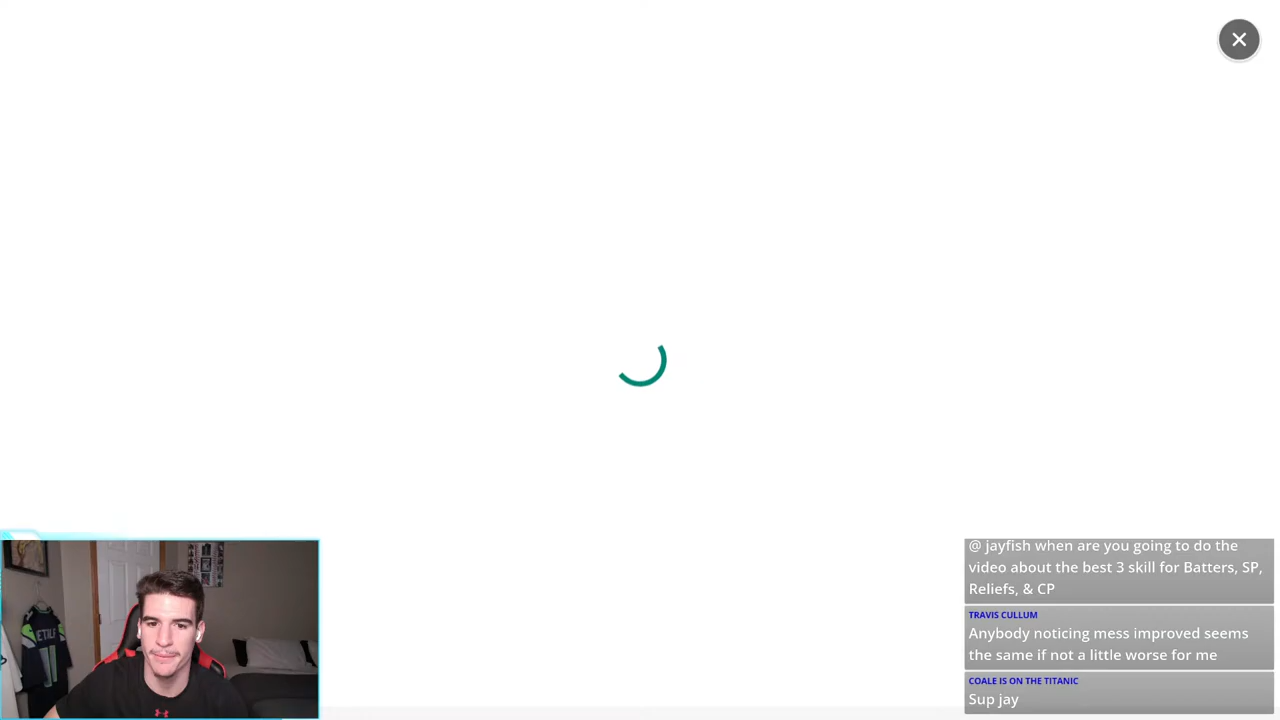 @ jayfish when are you going to do the
video about the best 3 skill for Batters, SP,
Reliefs, & CP
TRAVIS CULLUM
Anybody noticing mess improved seems
the same if not a little worse for me
COALE IS ON THE TITANIC
Sup jay